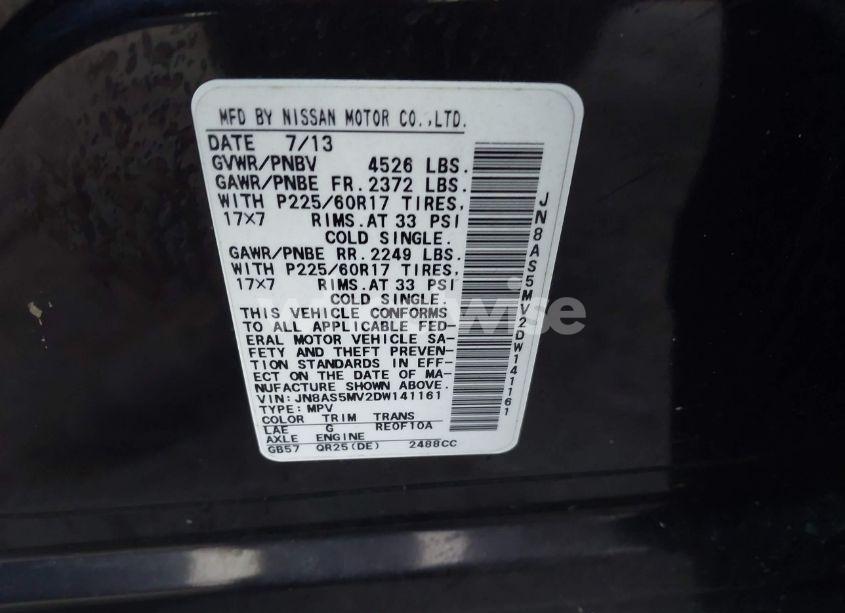 MFD BY NISSAN MOTOR CO.,LTD.
DATE 7/13
GVWR/PNBV 4526 LBS.
GAWR/PNBE FR. 2372 LBS.
WITH P225/60R17 TIRES,
17×7 RIMS.AT 33 PSI
COLD SINGLE.
GAWR/PNBE RR. 2249 LBS.
WITH P225/60R17 TIRES,
17×7 RIMS.AT 33 PSI
COLD SINGLE.
THIS VEHICLE CONFORMS
TO ALL APPLICABLE FED-
ERAL MOTOR VEHICLE SA-
FETY AND THEFT PREVEN-
TION STANDARDS IN EFF-
ECT ON THE DATE OF MA-
NUFACTURE SHOWN ABOVE.
VIN: JN8AS5MV2DW141161
TYPE: MPV
COLOR TRIM TRANS
LAE G RE0F10A
AXLE ENGINE
GB57 QR25(DE) 2488CC
JN8AS5MV2DW141161